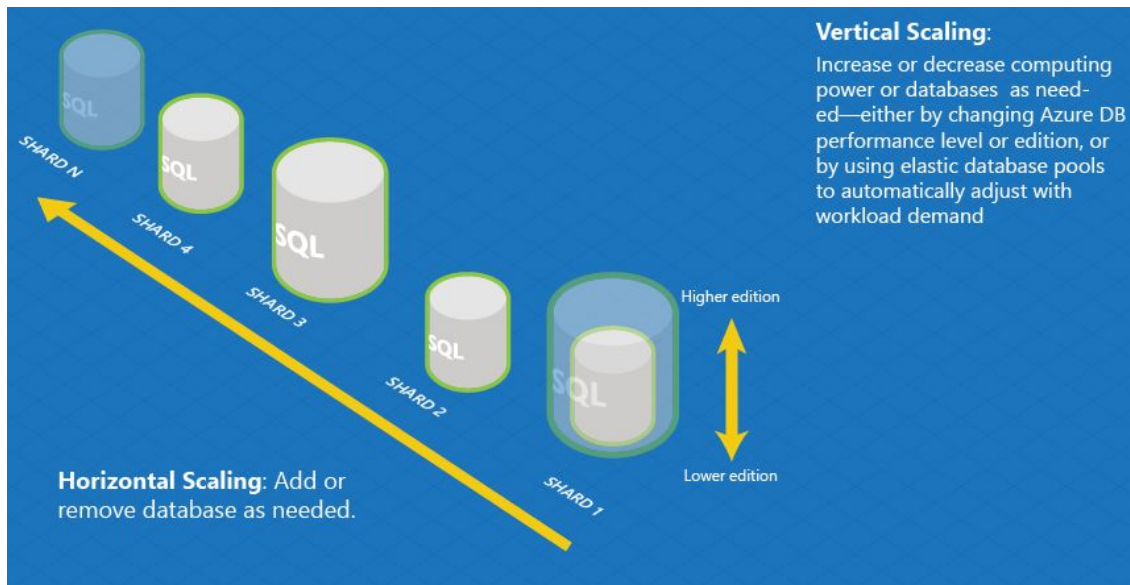 Vertical Scaling:
Increase or decrease computing
power or databases as need-
ed—either by changing Azure DB
performance level or edition, or
by using elastic database pools
to automatically adjust with
workload demand
SQL
SHARD N
SQL
SHARD 4
SQL
SHARD 3
SQL
SHARD 2
SQL
SHARD 1
Higher edition
Lower edition
Horizontal Scaling: Add or
remove database as needed.